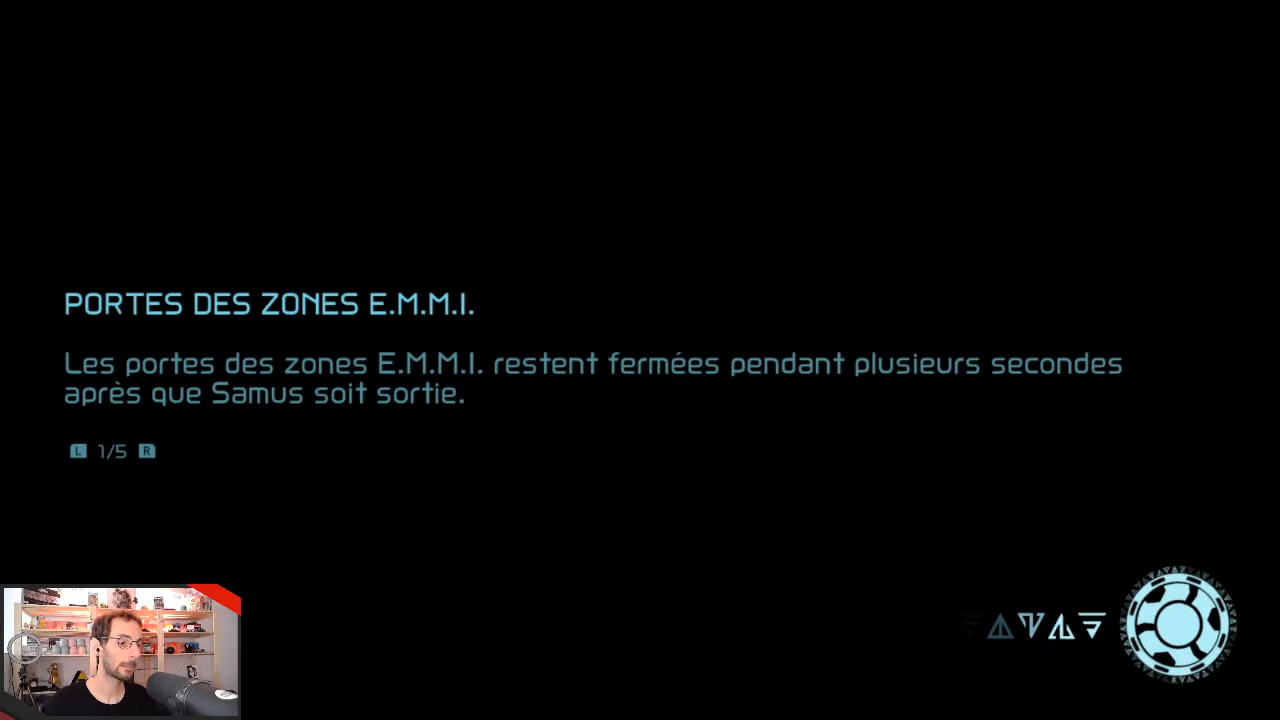 PORTES DES ZONES E.M.M.I.
Les portes des zones E.M.M.I. restent fermées pendant plusieurs secondes
après que Samus soit sortie.
L 1/5 R